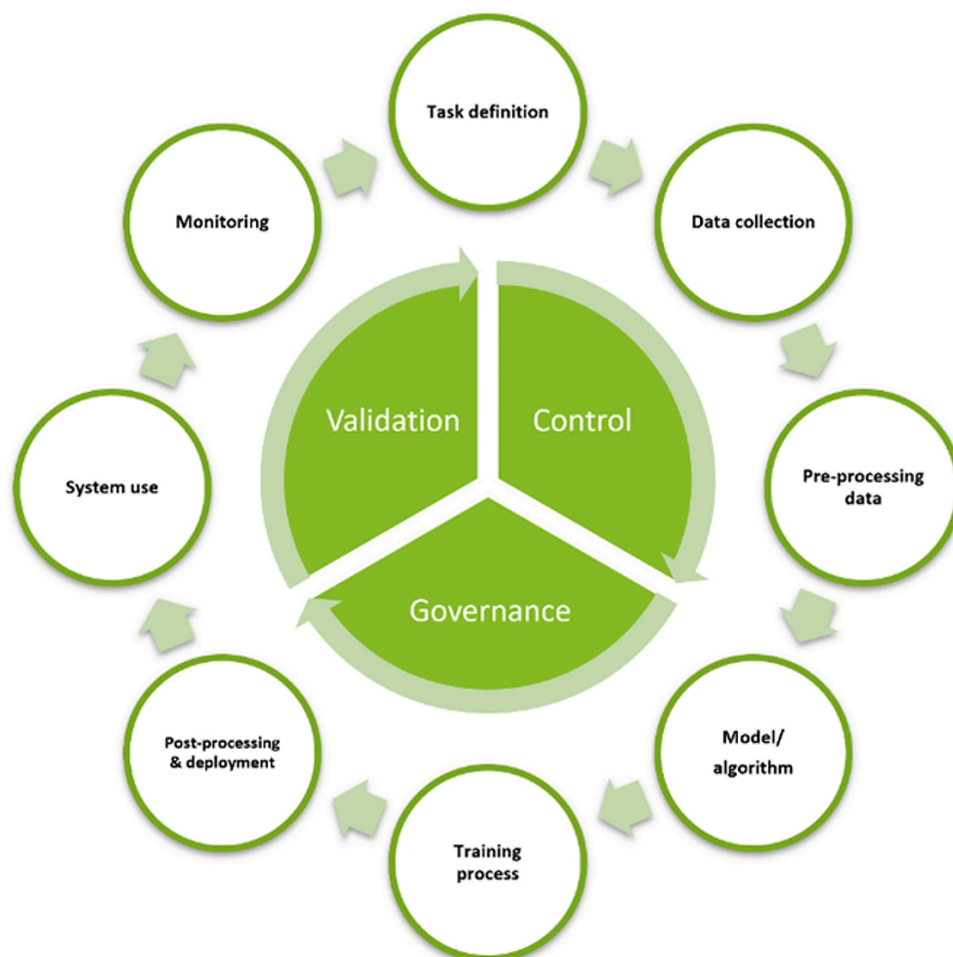 Task definition
Data collection
Pre-processing
data
Model/
algorithm
Training
process
Post-processing
& deployment
System use
Monitoring
Validation
Control
Governance